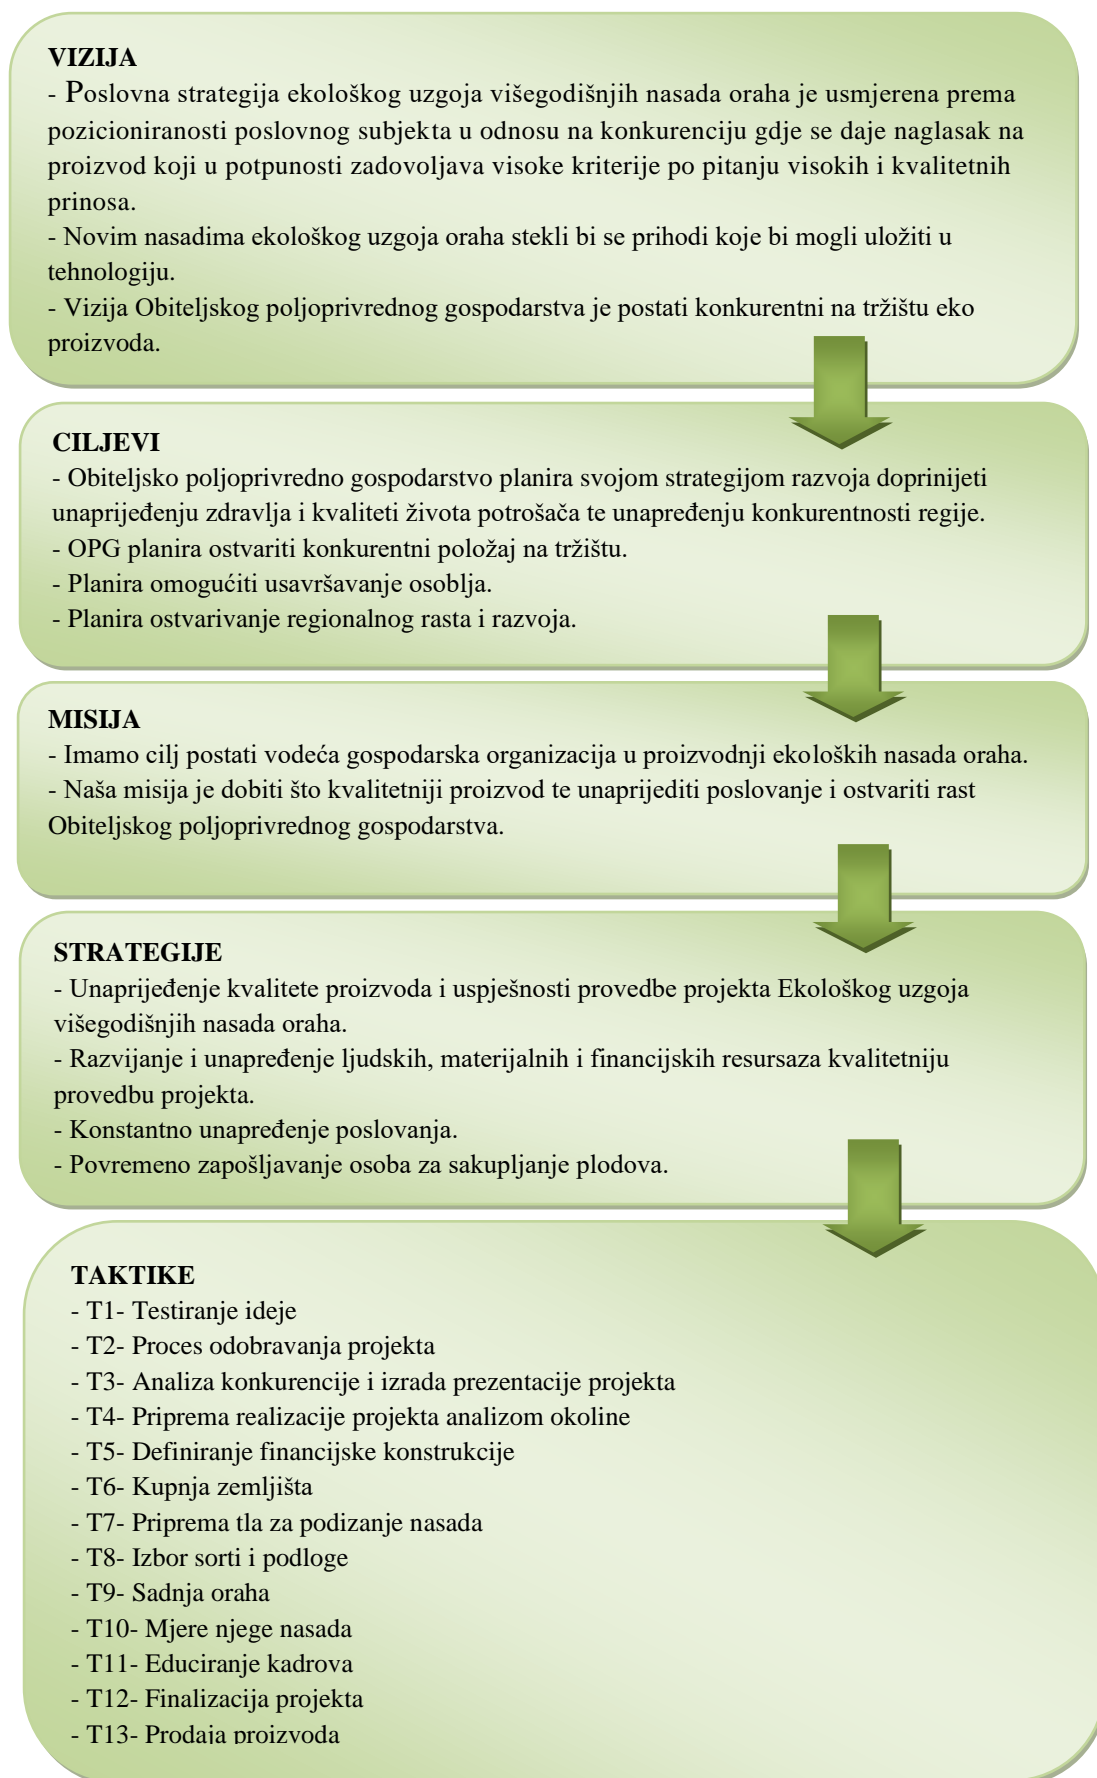 VIZIJA
- Poslovna strategija ekološkog uzgoja višegodišnjih nasada oraha je usmjerena prema
pozicioniranosti poslovnog subjekta u odnosu na konkurenciju gdje se daje naglasak na
proizvod koji u potpunosti zadovoljava visoke kriterije po pitanju visokih i kvalitetnih
prinosa.
- Novim nasadima ekološkog uzgoja oraha stekli bi se prihodi koje bi mogli uložiti u
tehnologiju.
- Vizija Obiteljskog poljoprivrednog gospodarstva je postati konkurentni na tržištu eko
proizvoda.
CILJEVI
- Obiteljsko poljoprivredno gospodarstvo planira svojom strategijom razvoja doprinijeti
unaprijeđenju zdravlja i kvaliteti života potrošača te unapređenju konkurentnosti regije.
- OPG planira ostvariti konkurentni položaj na tržištu.
- Planira omogućiti usavršavanje osoblja.
- Planira ostvarivanje regionalnog rasta i razvoja.
MISIJA
- Imamo cilj postati vodeća gospodarska organizacija u proizvodnji ekoloških nasada oraha.
- Naša misija je dobiti što kvalitetniji proizvod te unaprijediti poslovanje i ostvariti rast
Obiteljskog poljoprivrednog gospodarstva.
STRATEGIJE
- Unaprijeđenje kvalitete proizvoda i uspješnosti provedbe projekta Ekološkog uzgoja
višegodišnjih nasada oraha.
- Razvijanje i unapređenje ljudskih, materijalnih i financijskih resursaza kvalitetniju
provedbu projekta.
- Konstantno unapređenje poslovanja.
- Povremeno zapošljavanje osoba za sakupljanje plodova.
TAKTIKE
- T1- Testiranje ideje
- T2- Proces odobravanja projekta
- T3- Analiza konkurencije i izrada prezentacije projekta
- T4- Priprema realizacije projekta analizom okoline
- T5- Definiranje financijske konstrukcije
- T6- Kupnja zemljišta
- T7- Priprema tla za podizanje nasada
- T8- Izbor sorti i podloge
- T9- Sadnja oraha
- T10- Mjere njege nasada
- T11- Educiranje kadrova
- T12- Finalizacija projekta
- T13- Prodaja proizvoda